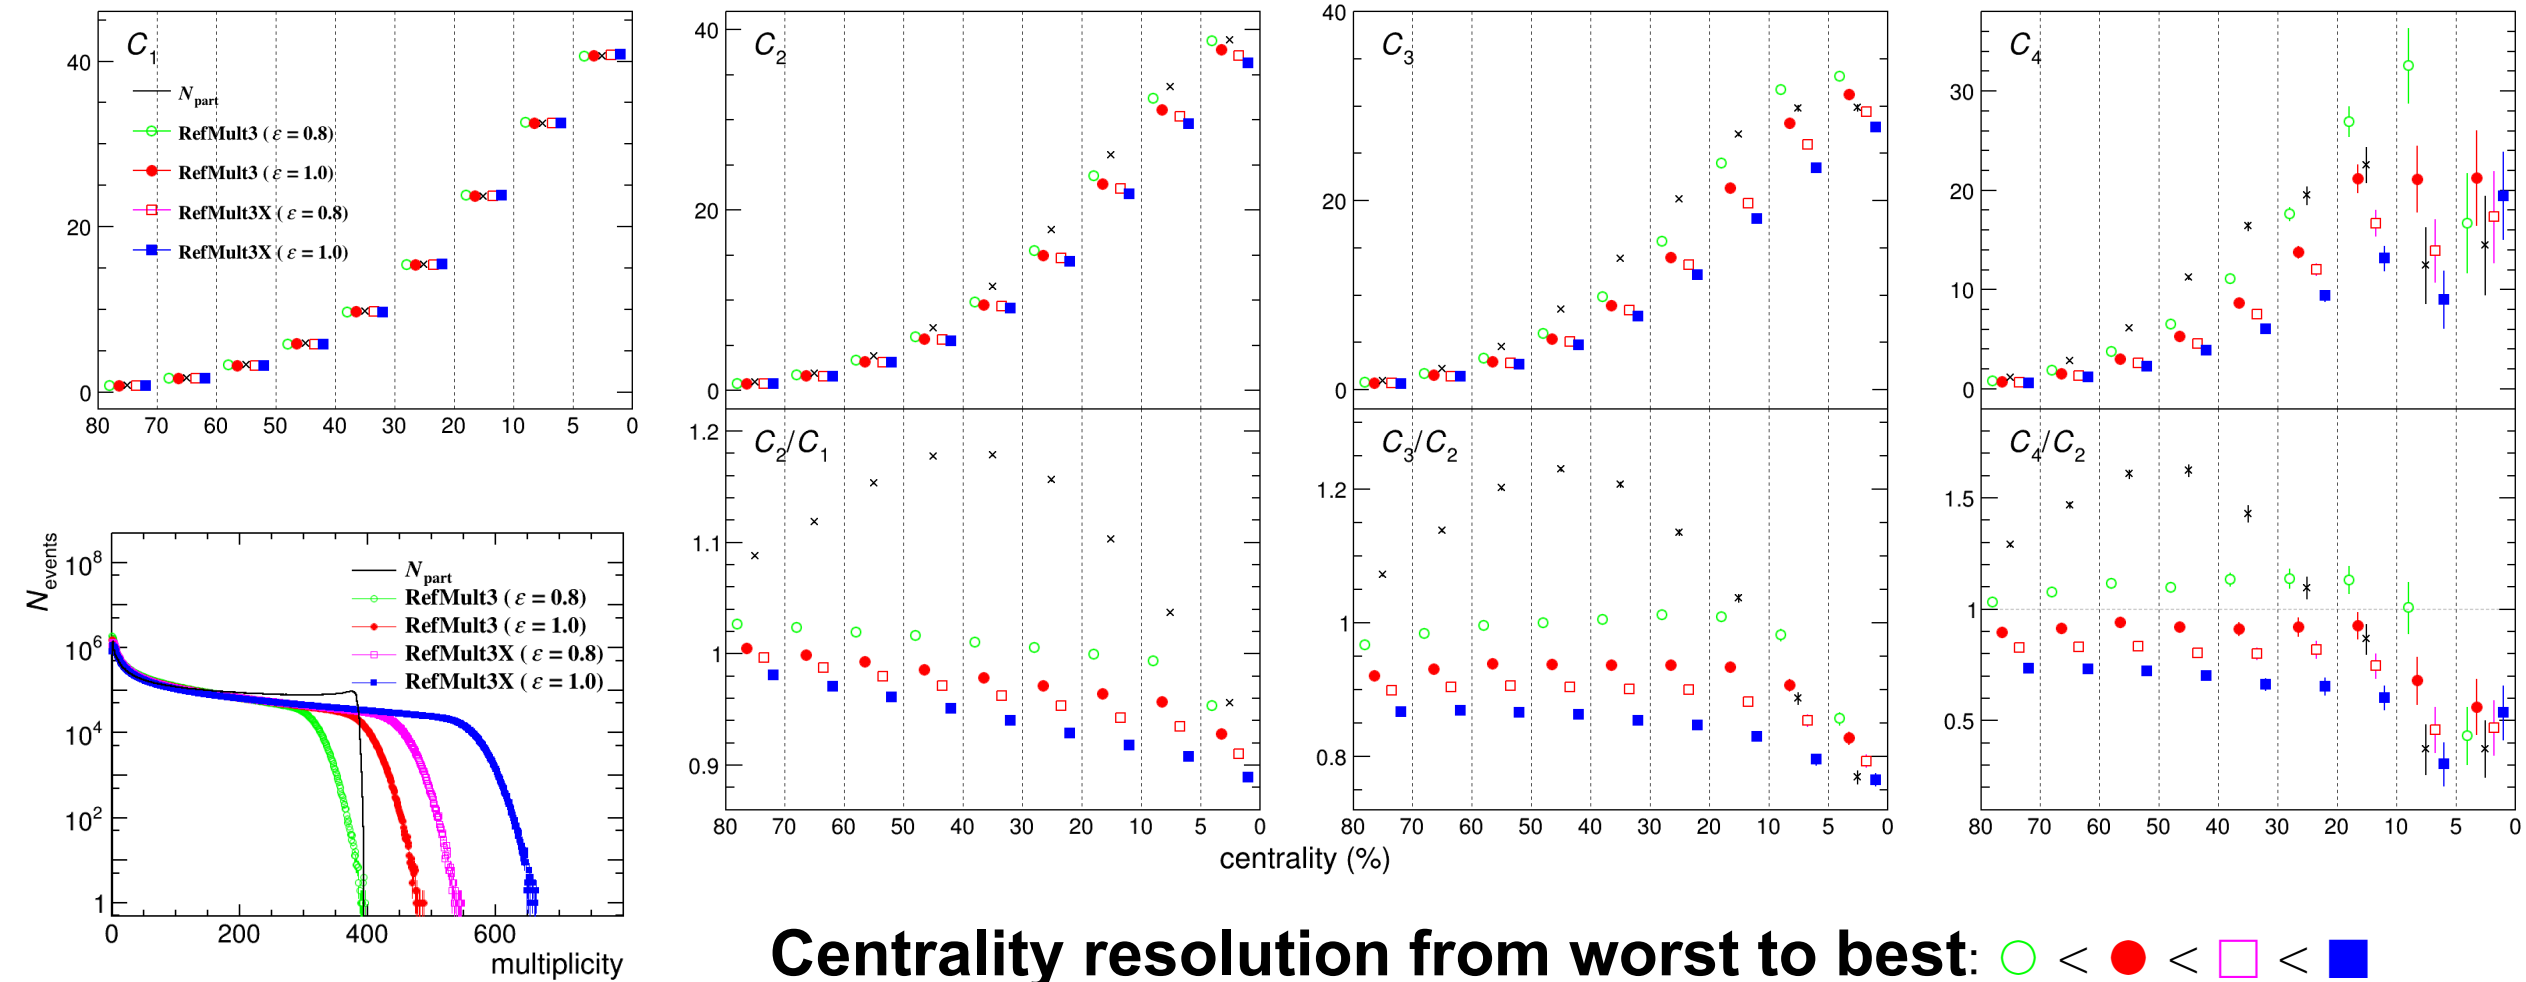 C1
40
20
0
80 70 60 50 40 30 20 10 5 0
Npart
RefMult3 (ε = 0.8)
RefMult3 (ε = 1.0)
RefMult3X (ε = 0.8)
RefMult3X (ε = 1.0)
C2
40
20
0
C3
40
20
0
C4
30
20
10
0
C2/C1
1.2
1.1
1
0.9
80 70 60 50 40 30 20 10 5 0
C3/C2
1.2
1
0.8
80 70 60 50 40 30 20 10 5 0
C4/C2
1.5
1
0.5
80 70 60 50 40 30 20 10 5 0
centrality (%)
Nevents
10^8
10^6
10^4
10^2
1
Npart
RefMult3 (ε = 0.8)
RefMult3 (ε = 1.0)
RefMult3X (ε = 0.8)
RefMult3X (ε = 1.0)
0 200 400 600
multiplicity
Centrality resolution from worst to best: < < <